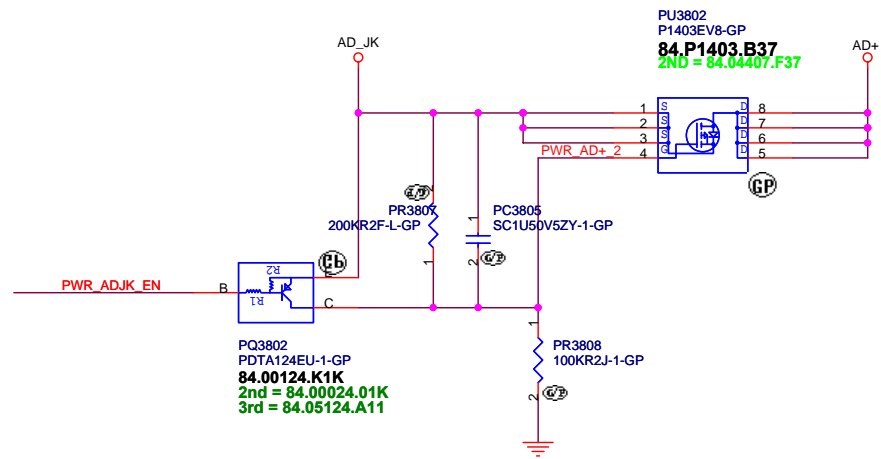 PU3802
P1403EV8-GP
84.P1403.B37
2ND = 84.04407.F37
AD_JK
AD+
1 S D 8
2 S D 7
3 S D 6
4 G D 5
PWR_AD+_2
GP
2
PR3807
200KR2F-L-GP
1
1
PC3805
SC1U50V5ZY-1-GP
2
G/P
R2
R1
E
PWR_ADJK_EN
B
C
PQ3802
PDTA124EU-1-GP
84.00124.K1K
2nd = 84.00024.01K
3rd = 84.05124.A11
1
PR3808
100KR2J-1-GP
2
G/P